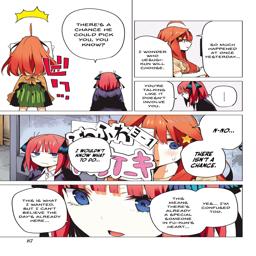 SO MUCH
HAPPENED
AT ONCE
YESTERDAY...
I WONDER
WHO
UESUGI-
KUN WILL
CHOOSE.
YOU'RE
TALKING
LIKE IT
DOESN'T
INVOLVE
YOU.
THERE'S
A CHANCE
HE COULD
PICK
YOU, YOU
KNOW?
N-NO...
THERE
ISN'T A
CHANCE.
I WOULDN'T
KNOW WHAT
TO DO...
YES... I'M
CONFUSED.
THIS
MEANS
THERE'S
ALREADY
A SPECIAL
SOMEONE
IN FU-KUN'S
HEART...
THIS IS WHAT
I WANTED,
BUT I CAN'T
BELIEVE THE
DAY'S ALREADY
HERE...